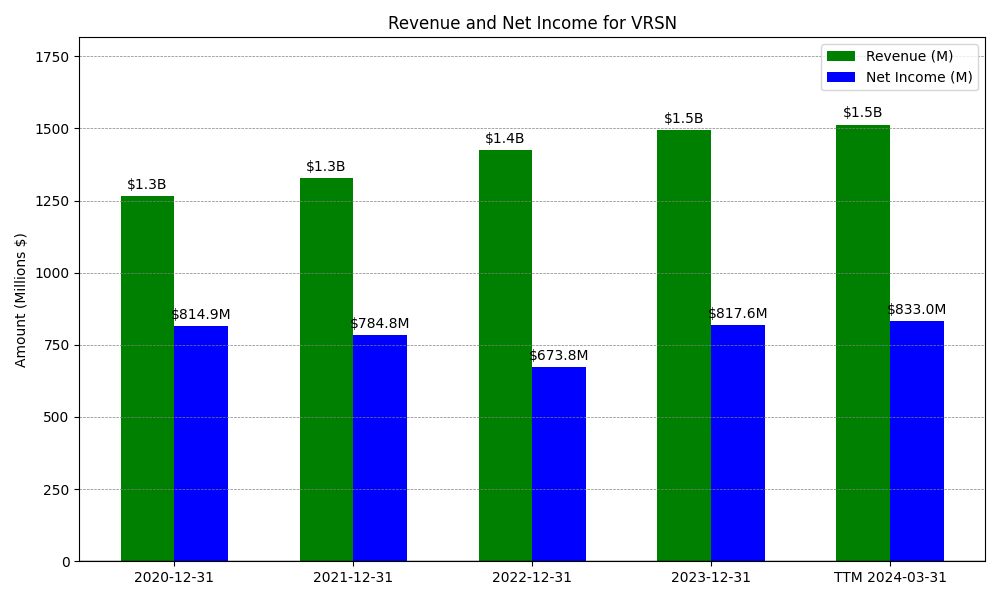 Revenue and Net Income for VRSN
Revenue (M)
Net Income (M)
Amount (Millions $)
1750
1500
1250
1000
750
500
250
0
$1.3B
$814.9M
$1.3B
$784.8M
$1.4B
$673.8M
$1.5B
$817.6M
$1.5B
$833.0M
2020-12-31
2021-12-31
2022-12-31
2023-12-31
TTM 2024-03-31